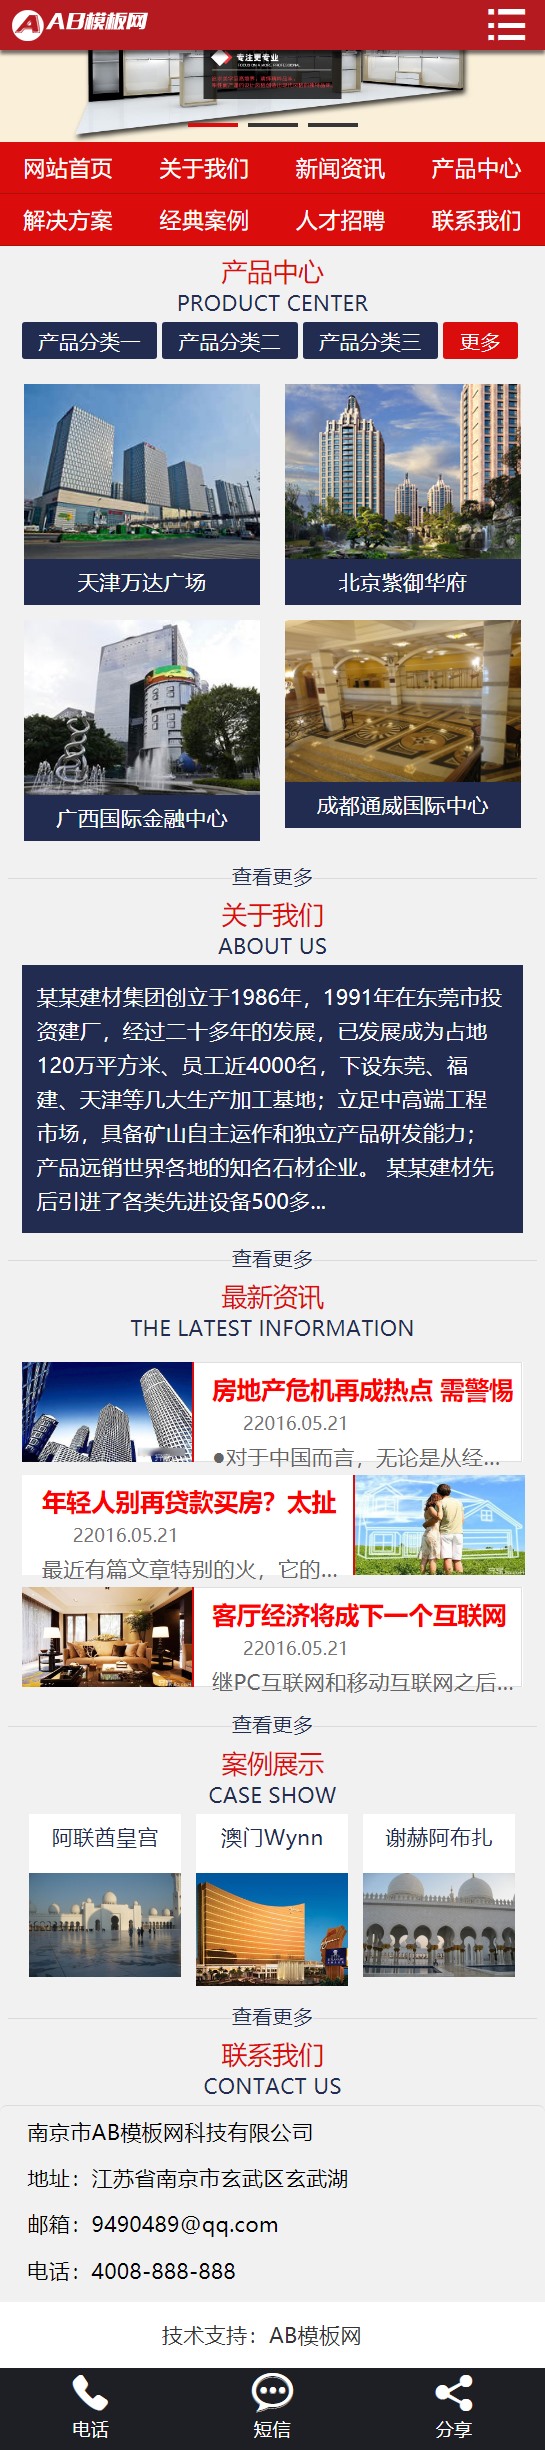 AB模板网
专注更专业
网站首页 关于我们 新闻资讯 产品中心
解决方案 经典案例 人才招聘 联系我们
产品中心
PRODUCT CENTER
产品分类一 产品分类二 产品分类三 更多
天津万达广场 北京紫御华府
广西国际金融中心 成都通威国际中心
查看更多
关于我们
ABOUT US
某某建材集团创立于1986年，1991年在东莞市投
资建厂，经过二十多年的发展，已发展成为占地
120万平方米、员工近4000名，下设东莞、福
建、天津等几大生产加工基地；立足中高端工程
市场，具备矿山自主运作和独立产品研发能力；
产品远销世界各地的知名石材企业。 某某建材先
后引进了各类先进设备500多...
查看更多
最新资讯
THE LATEST INFORMATION
房地产危机再成热点 需警惕
22016.05.21
●对于中国而言，无论是从经...
年轻人别再贷款买房？太扯
22016.05.21
最近有篇文章特别的火，它的...
客厅经济将成下一个互联网
22016.05.21
继PC互联网和移动互联网之后...
查看更多
案例展示
CASE SHOW
阿联酋皇宫 澳门Wynn 谢赫阿布扎
查看更多
联系我们
CONTACT US
南京市AB模板网科技有限公司
地址：江苏省南京市玄武区玄武湖
邮箱：9490489@qq.com
电话：4008-888-888
技术支持：AB模板网
电话 短信 分享